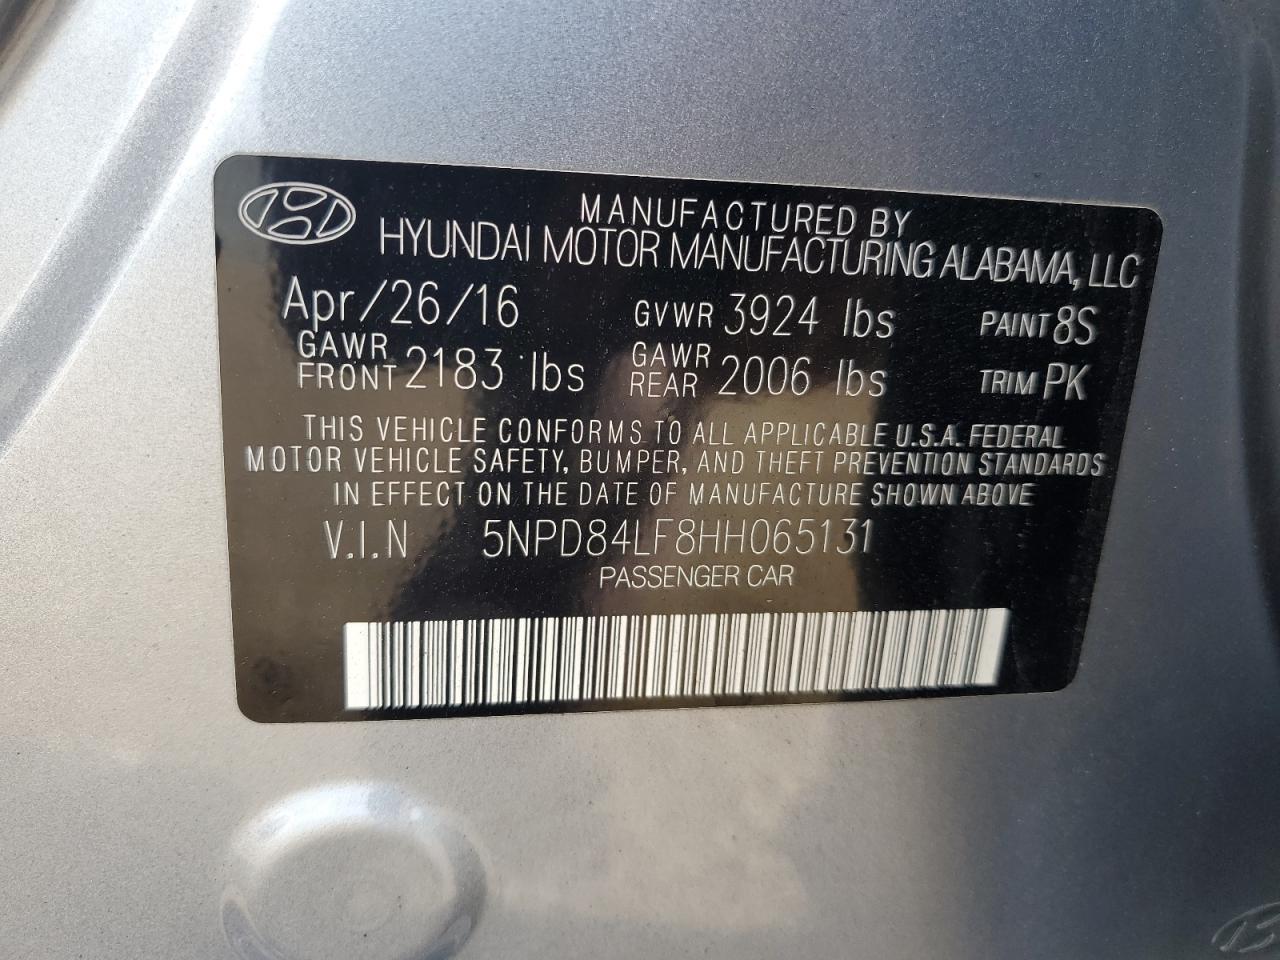 MANUFACTURED BY
HYUNDAI MOTOR MANUFACTURING ALABAMA, LLC
Apr/26/16 GVWR 3924 lbs PAINT 8S
GAWR FRONT 2183 lbs GAWR REAR 2006 lbs TRIM PK
THIS VEHICLE CONFORMS TO ALL APPLICABLE U.S.A. FEDERAL
MOTOR VEHICLE SAFETY, BUMPER, AND THEFT PREVENTION STANDARDS
IN EFFECT ON THE DATE OF MANUFACTURE SHOWN ABOVE
V.I.N 5NPD84LF8HH065131
PASSENGER CAR